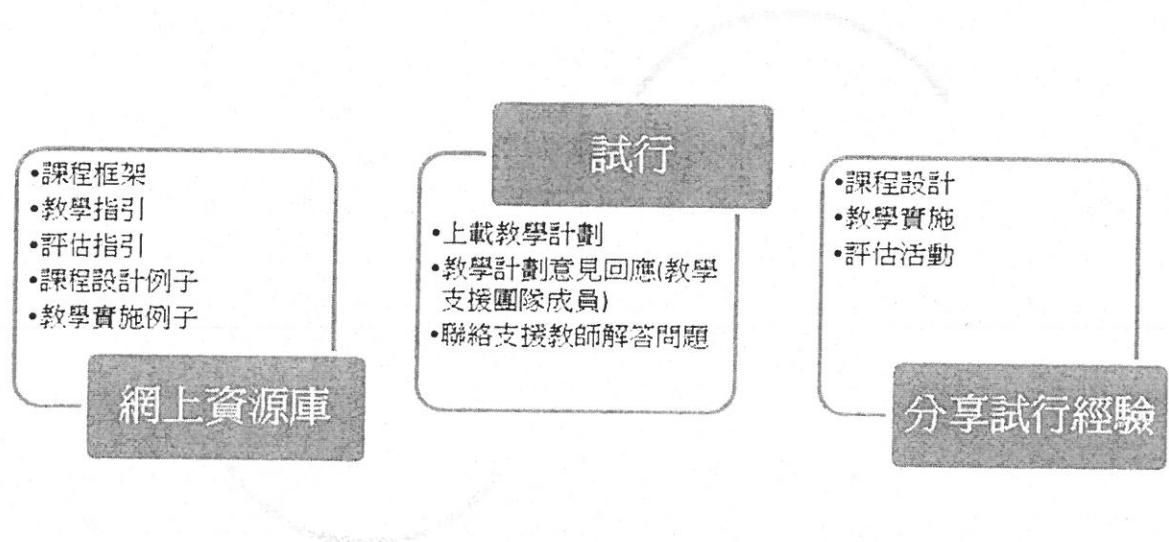 •課程框架
•教學指引
•評估指引
•課程設計例子
•教學實施例子
網上資源庫
試行
•上載教學計劃
•教學計劃意見回應(教學
支援團隊成員)
•聯絡支援教師解答問題
•課程設計
•教學實施
•評估活動
分享試行經驗